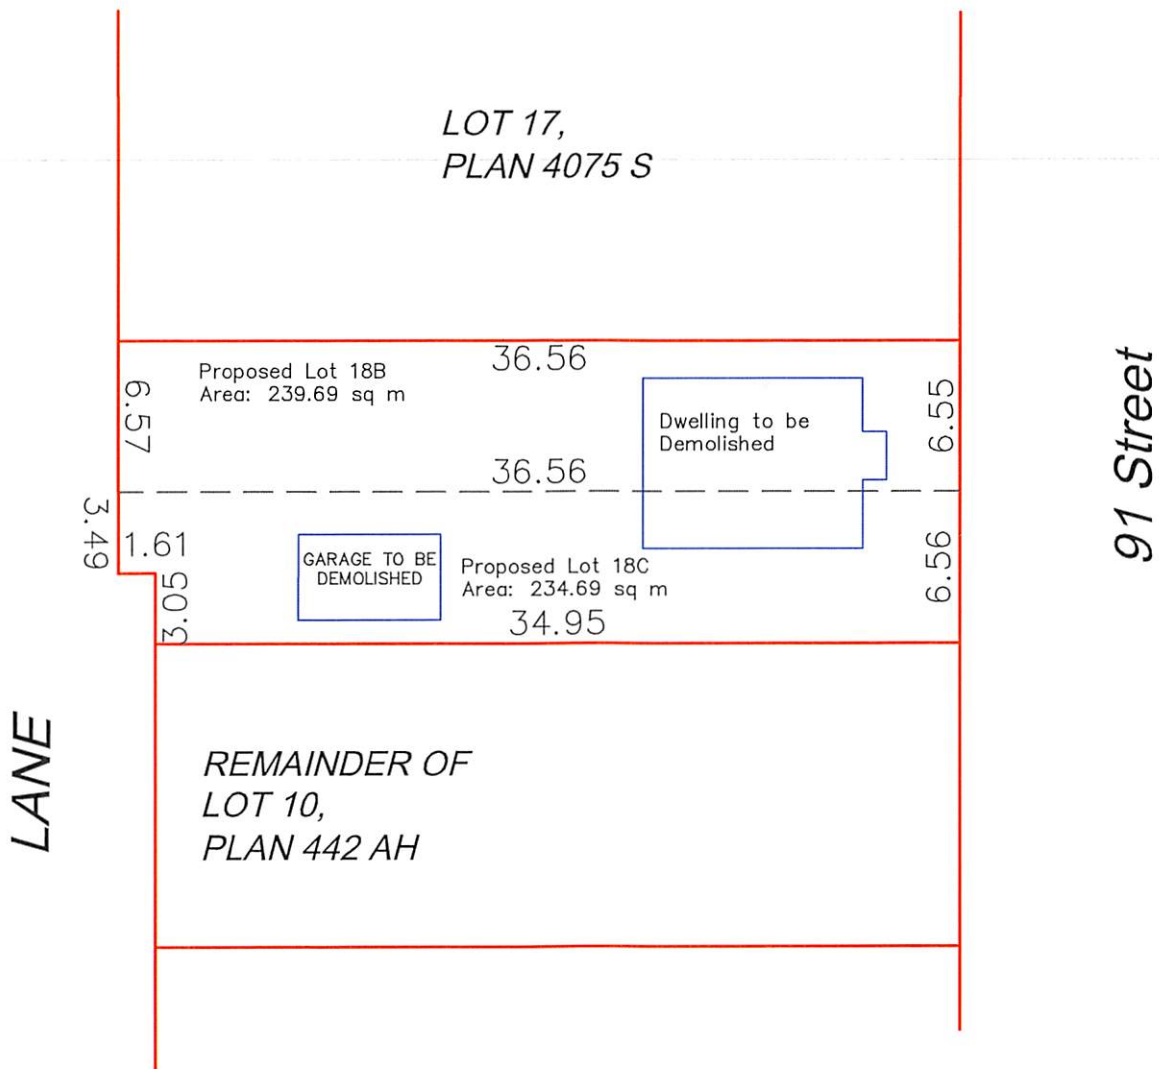 LOT 17,
PLAN 4075 S
36.56
Proposed Lot 18B
Area: 239.69 sq m
6.57
6.55
Dwelling to be
Demolished
91 Street
36.56
3.49
1.61
GARAGE TO BE
DEMOLISHED
Proposed Lot 18C
Area: 234.69 sq m
6.56
3.05
34.95
LANE
REMAINDER OF
LOT 10,
PLAN 442 AH